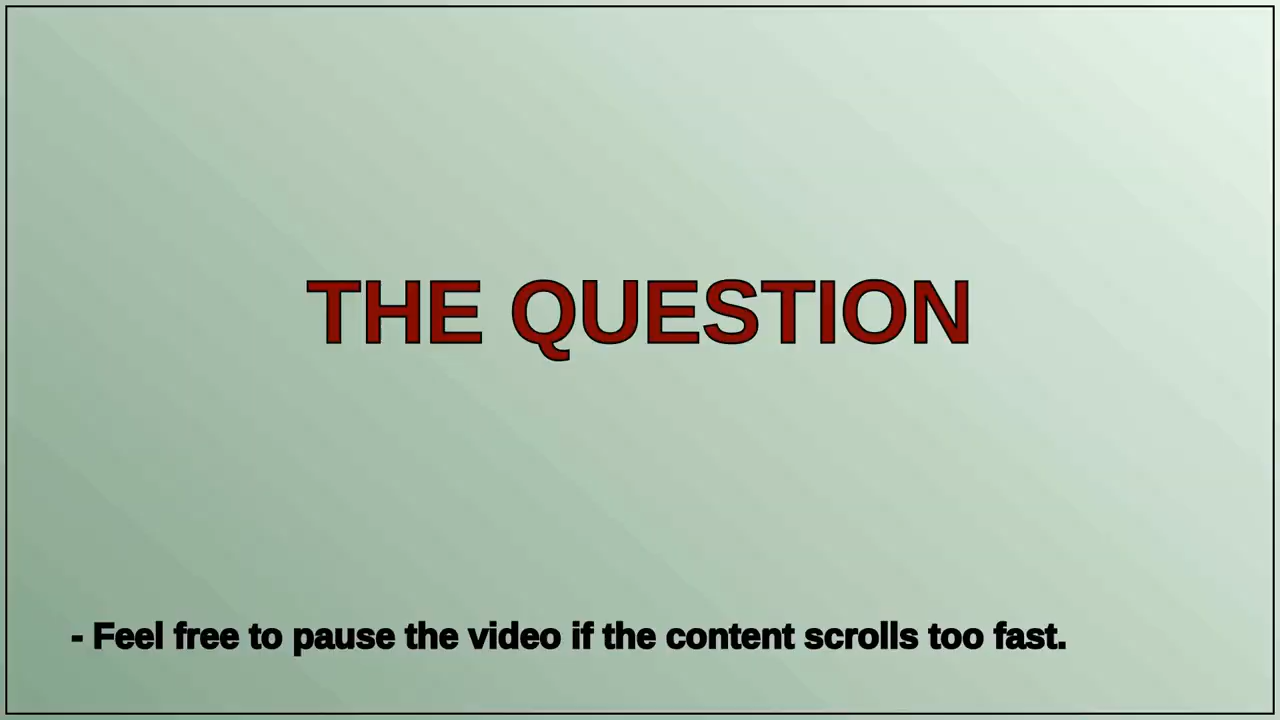 THE QUESTION
- Feel free to pause the video if the content scrolls too fast.